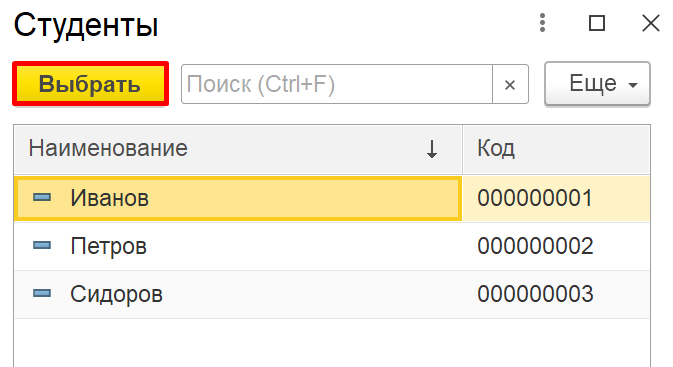 Студенты
Выбрать Поиск (Ctrl+F) × Еще
Наименование ↓ Код
Иванов 000000001
Петров 000000002
Сидоров 000000003